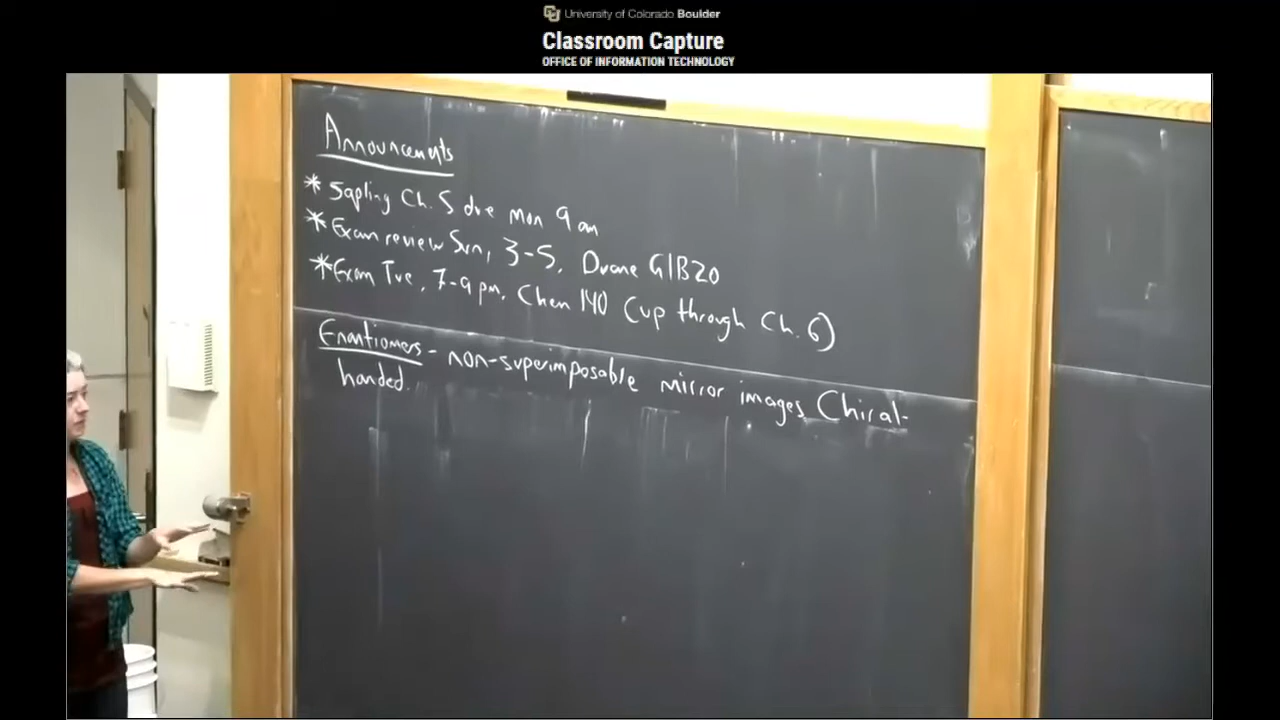 University of Colorado Boulder
Classroom Capture
OFFICE OF INFORMATION TECHNOLOGY
Announcements
* Sapling Ch. 5 due Mon 9 am
* Exam review Sun, 3-5, Duane G1B20
* Exam Tue, 7-9 pm, Chem 140 (up through Ch. 6)
Enantiomers - non-superimposable mirror images Chiral-
handed.